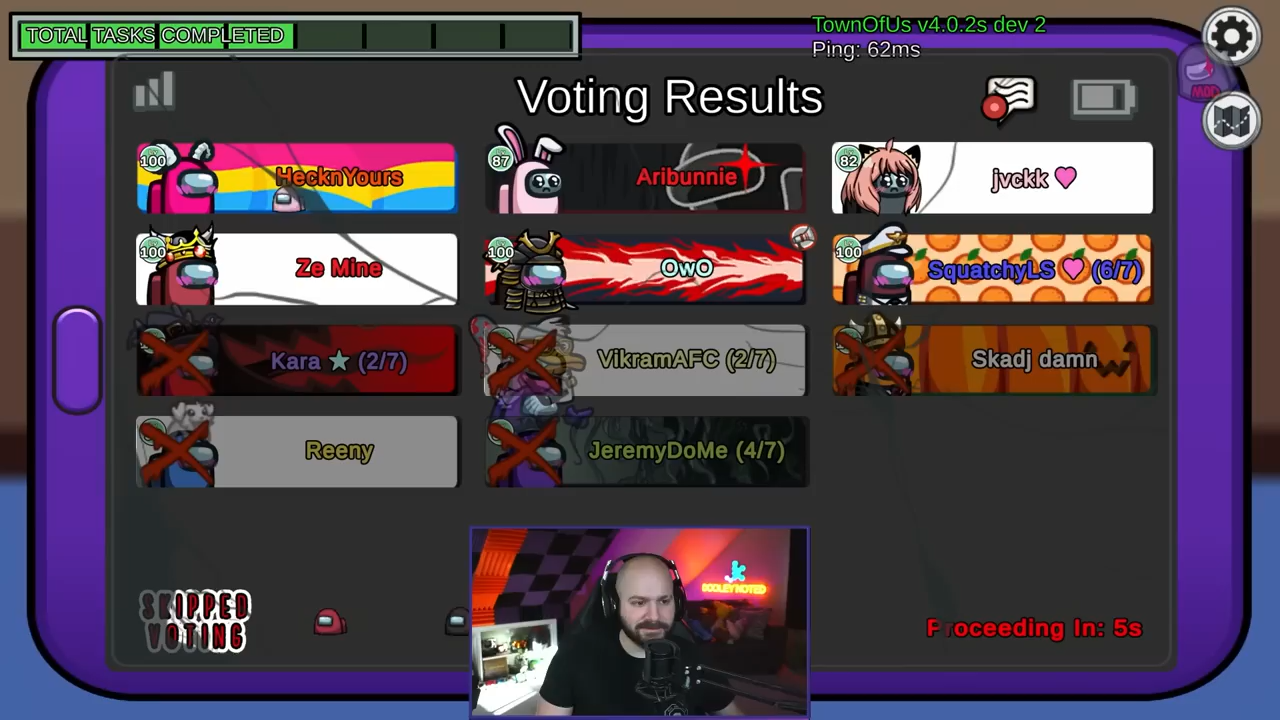 TOTAL TASKS COMPLETED
TownOfUs v4.0.2s dev 2
Ping: 62ms
Voting Results
MOD
100 HecknYours
87 Aribunnie
82 jvckk ♥
100 Ze Mine
100 OwO
100 SquatchyLS ♥ (6/7)
Kara ★ (2/7)
VikramAFC (2/7)
Skadj damn
Reeny
JeremyDoMe (4/7)
SKIPPED
VOTING
Proceeding In: 5s